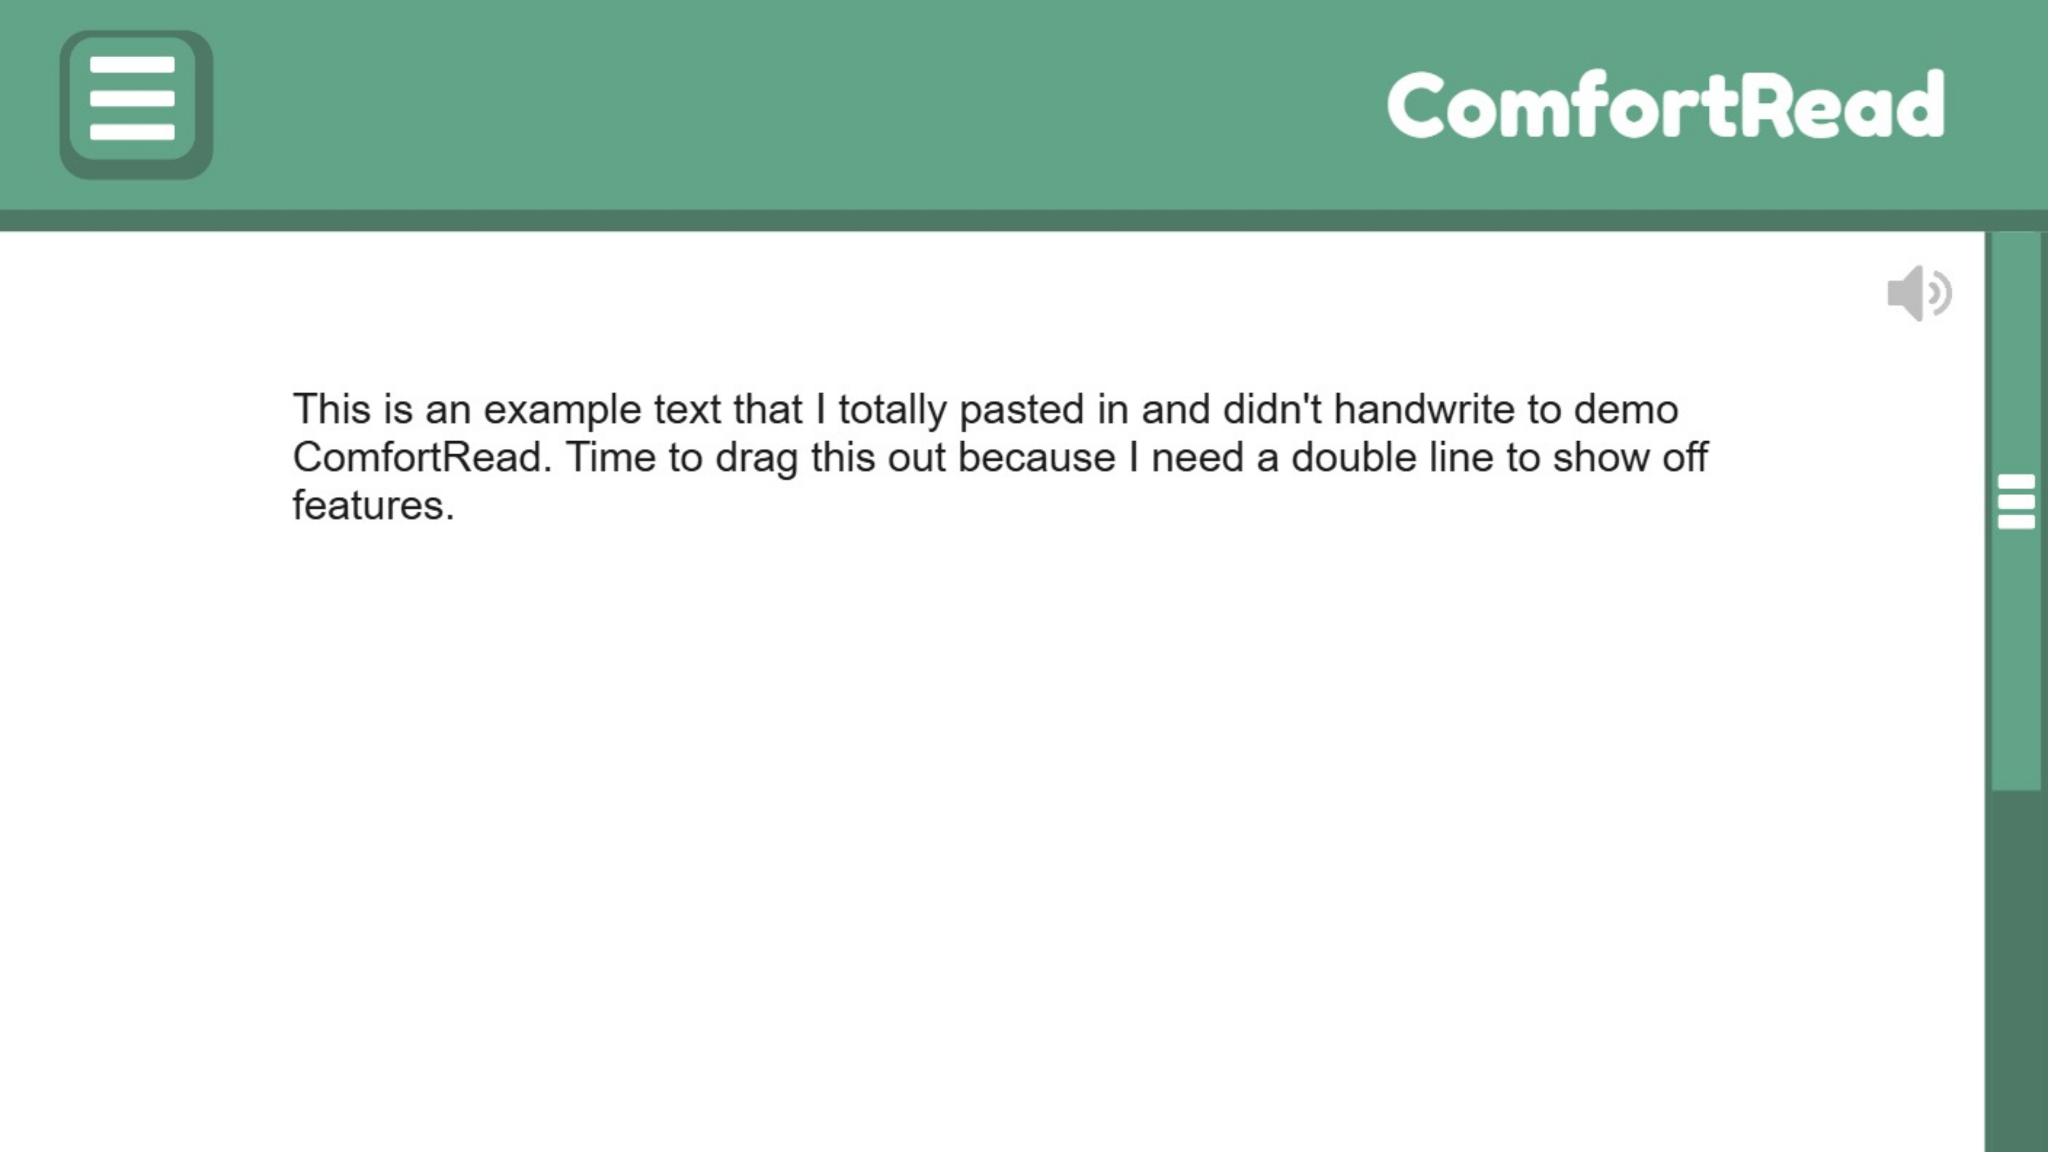 ComfortRead
This is an example text that I totally pasted in and didn't handwrite to demo
ComfortRead. Time to drag this out because I need a double line to show off
features.